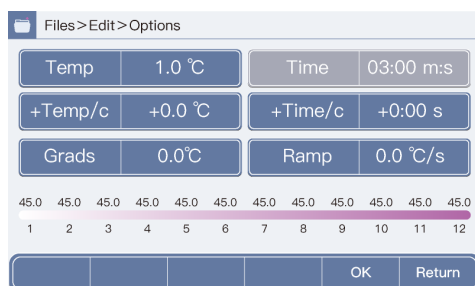 Files>Edit>Options
Temp 1.0 ℃ Time 03:00 m:s
+Temp/c +0.0 ℃ +Time/c +0:00 s
Grads 0.0℃ Ramp 0.0 ℃/s
45.0 45.0 45.0 45.0 45.0 45.0 45.0 45.0 45.0 45.0 45.0 45.0
1 2 3 4 5 6 7 8 9 10 11 12
OK Return